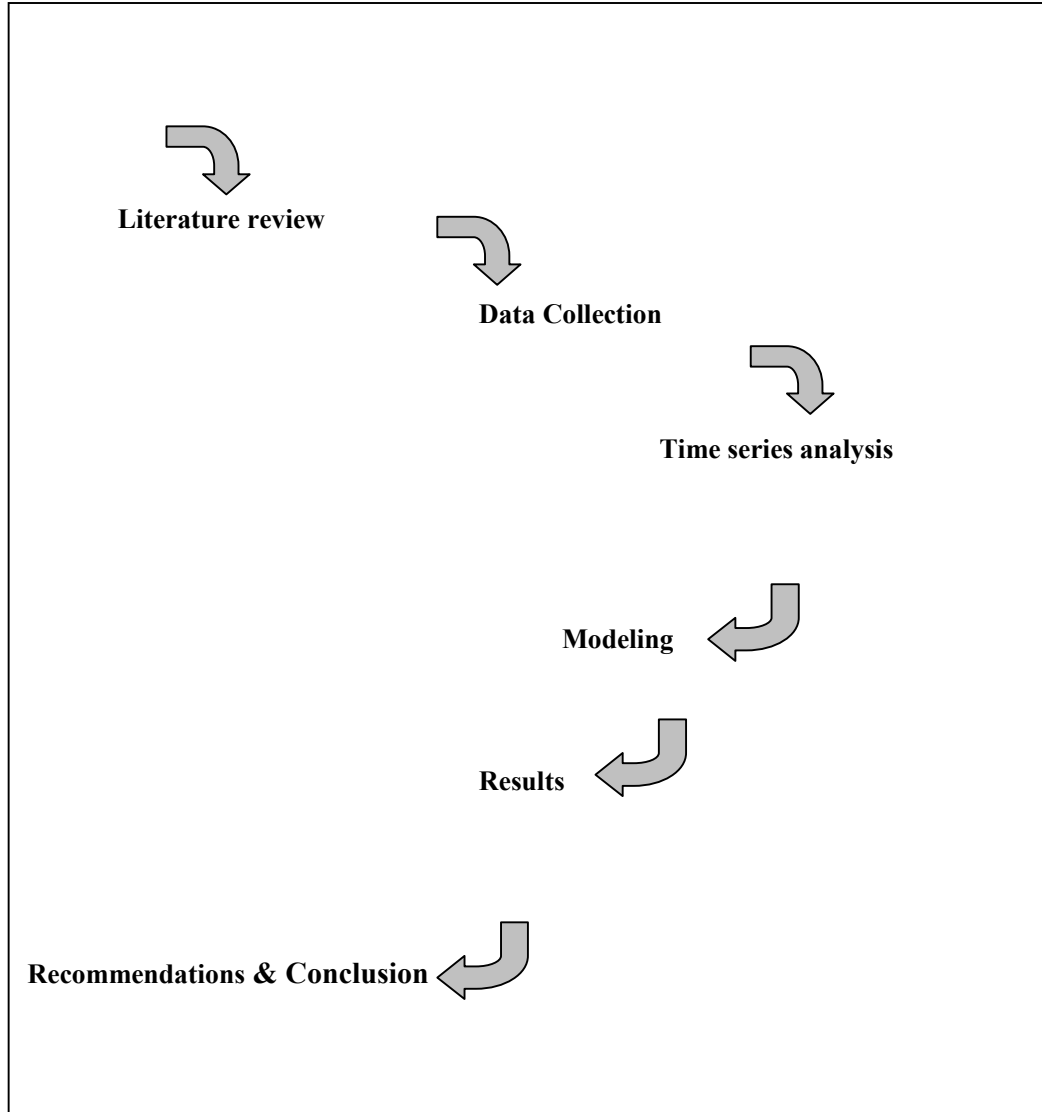 Literature review
Data Collection
Time series analysis
Modeling
Results
Recommendations & Conclusion